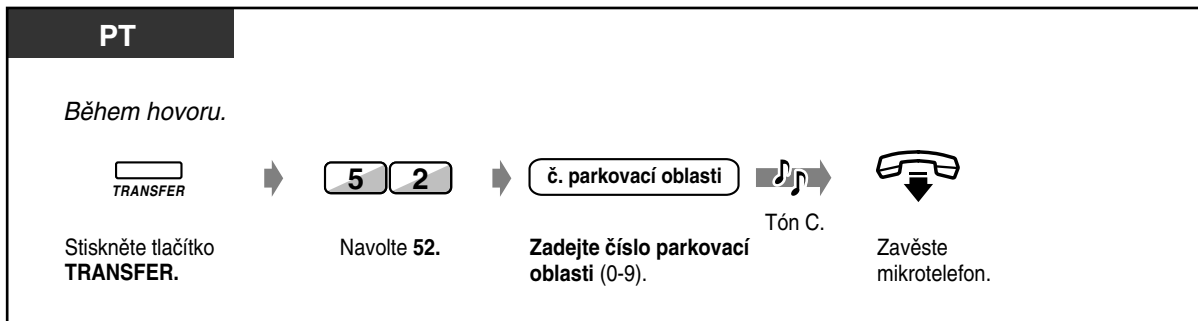 PT
Během hovoru.
TRANSFER
5 2
č. parkovací oblasti
Tón C.
Stiskněte tlačítko
TRANSFER.
Navolte 52.
Zadejte číslo parkovací
oblasti (0-9).
Zavěste
mikrotelefon.